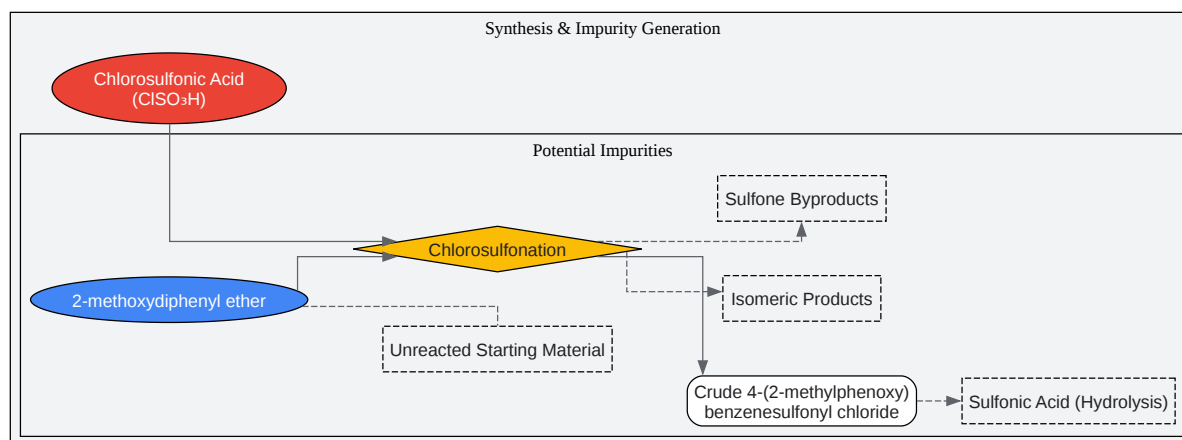 Synthesis & Impurity Generation
Chlorosulfonic Acid
(ClSO₃H)
Potential Impurities
Sulfone Byproducts
Chlorosulfonation
2-methoxydiphenyl ether
Isomeric Products
Unreacted Starting Material
Crude 4-(2-methylphenoxy)
benzenesulfonyl chloride
Sulfonic Acid (Hydrolysis)